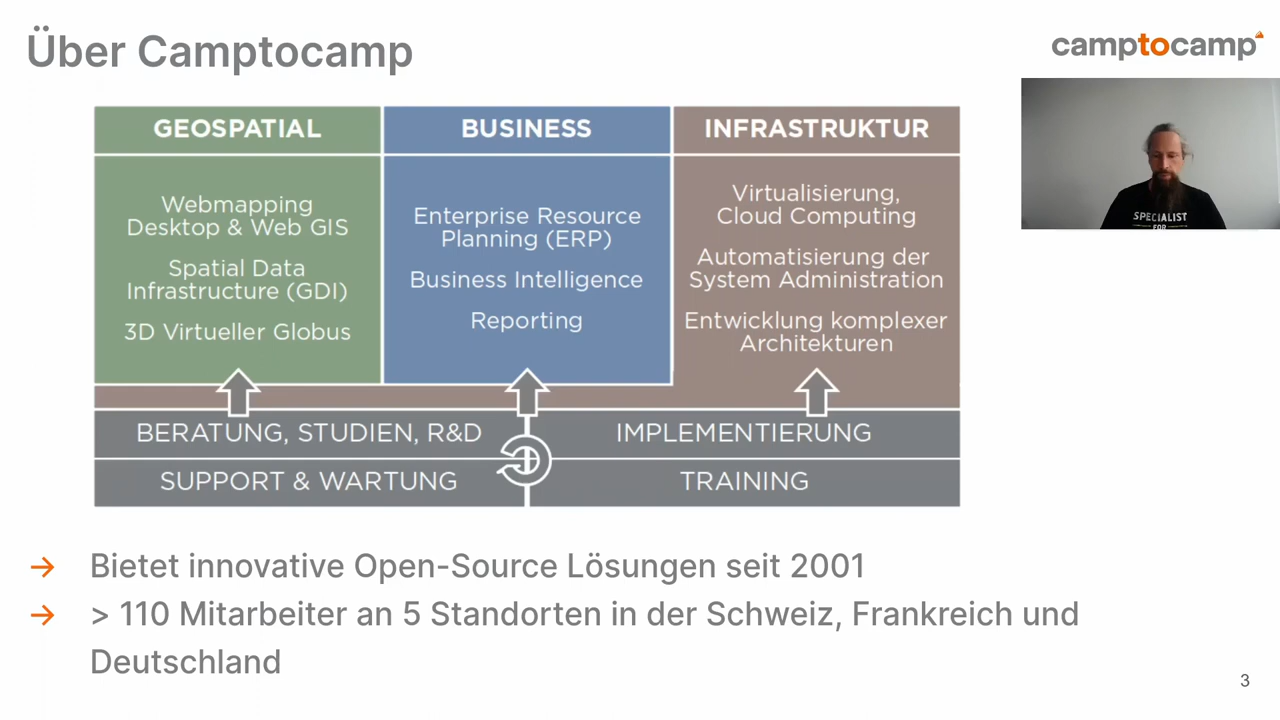 Über Camptocamp
camptocamp
GEOSPATIAL
Webmapping
Desktop & Web GIS
Spatial Data
Infrastructure (GDI)
3D Virtueller Globus
BUSINESS
Enterprise Resource
Planning (ERP)
Business Intelligence
Reporting
INFRASTRUKTUR
Virtualisierung,
Cloud Computing
Automatisierung der
System Administration
Entwicklung komplexer
Architekturen
BERATUNG, STUDIEN, R&D
IMPLEMENTIERUNG
SUPPORT & WARTUNG
TRAINING
SPECIALIST
FOR
→ Bietet innovative Open-Source Lösungen seit 2001
→ > 110 Mitarbeiter an 5 Standorten in der Schweiz, Frankreich und
Deutschland
3